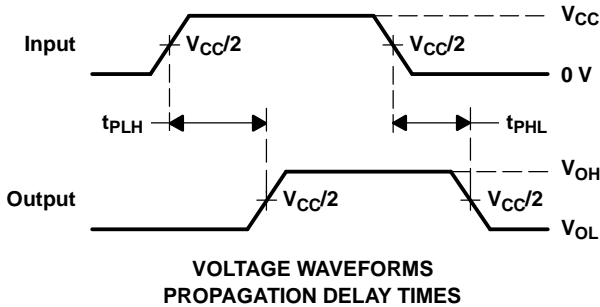 V_CC
Input
V_CC/2
V_CC/2
0 V
t_PLH
t_PHL
V_OH
Output
V_CC/2
V_CC/2
V_OL
VOLTAGE WAVEFORMS
PROPAGATION DELAY TIMES